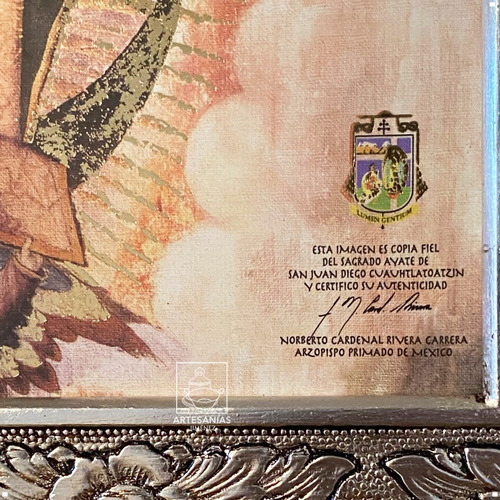 LUMEN GENTIUM
ESTA IMAGEN ES COPIA FIEL
DEL SAGRADO AYATE DE
SAN JUAN DIEGO CUAUHTLATOATZIN
Y CERTIFICO SU AUTENTICIDAD
NORBERTO CARDENAL RIVERA CARRERA
ARZOPISPO PRIMADO DE MEXICO
ARTESANÍAS